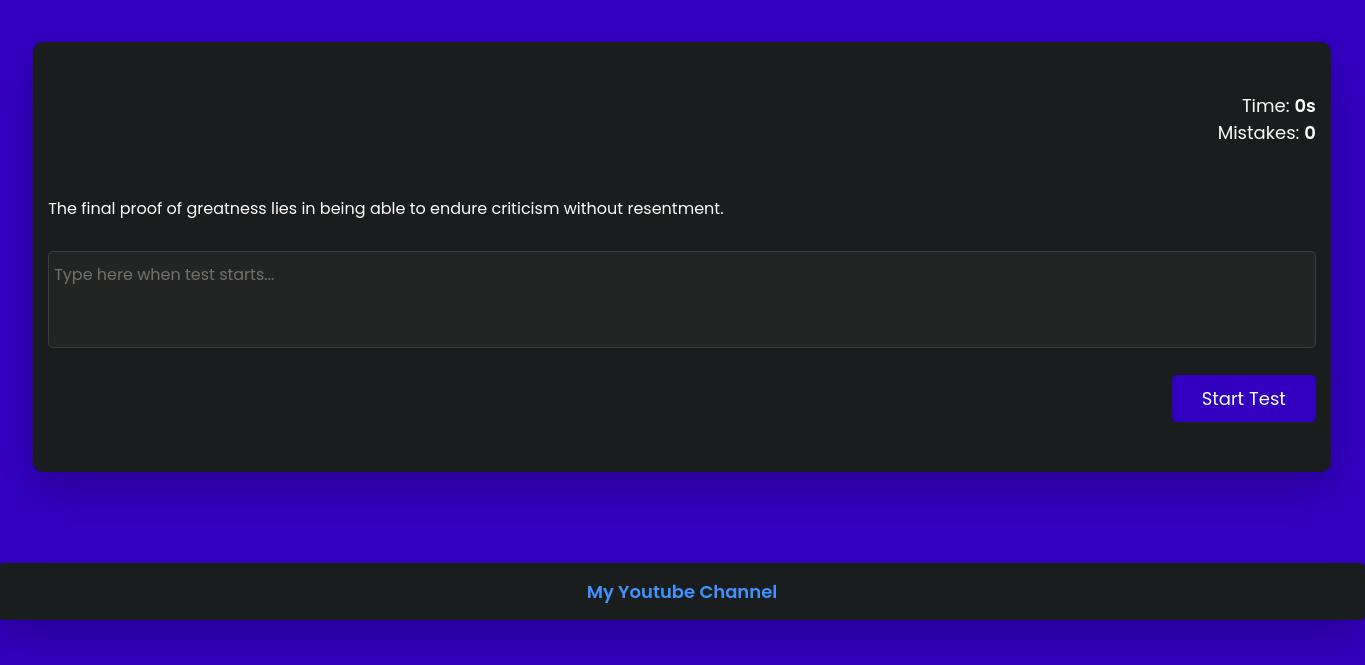 Time: 0s
Mistakes: 0
The final proof of greatness lies in being able to endure criticism without resentment.
Type here when test starts...
Start Test
My Youtube Channel